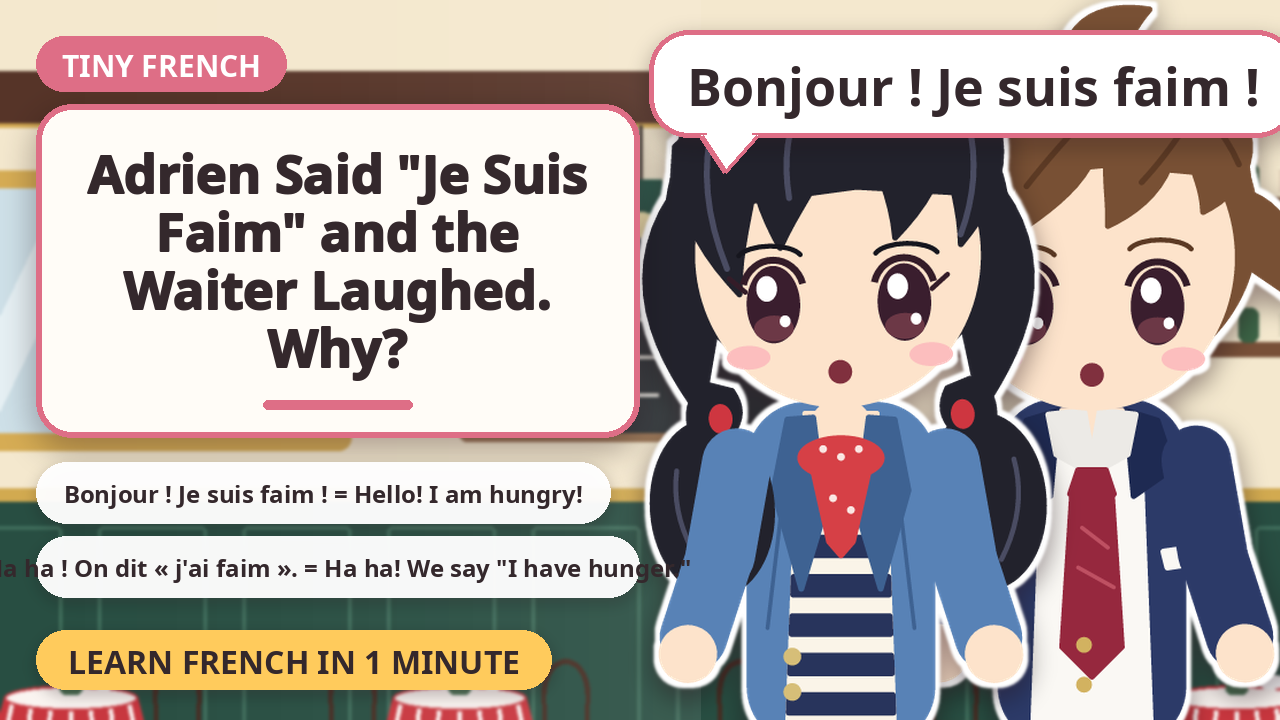 TINY FRENCH
Bonjour ! Je suis faim !
Adrien Said "Je Suis
Faim" and the
Waiter Laughed.
Why?
Bonjour ! Je suis faim ! = Hello! I am hungry!
Ha ha ! On dit « j'ai faim ». = Ha ha! We say "I have hunger"
LEARN FRENCH IN 1 MINUTE